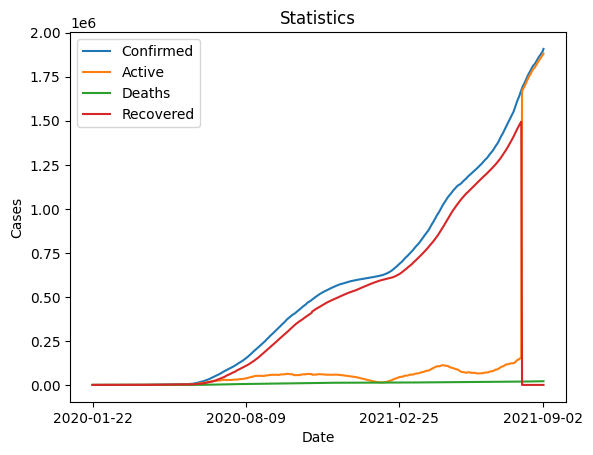 Statistics
1e6
2.00
1.75
1.50
1.25
1.00
0.75
0.50
0.25
0.00
Cases
Confirmed
Active
Deaths
Recovered
2020-01-22 2020-08-09 2021-02-25 2021-09-02
Date